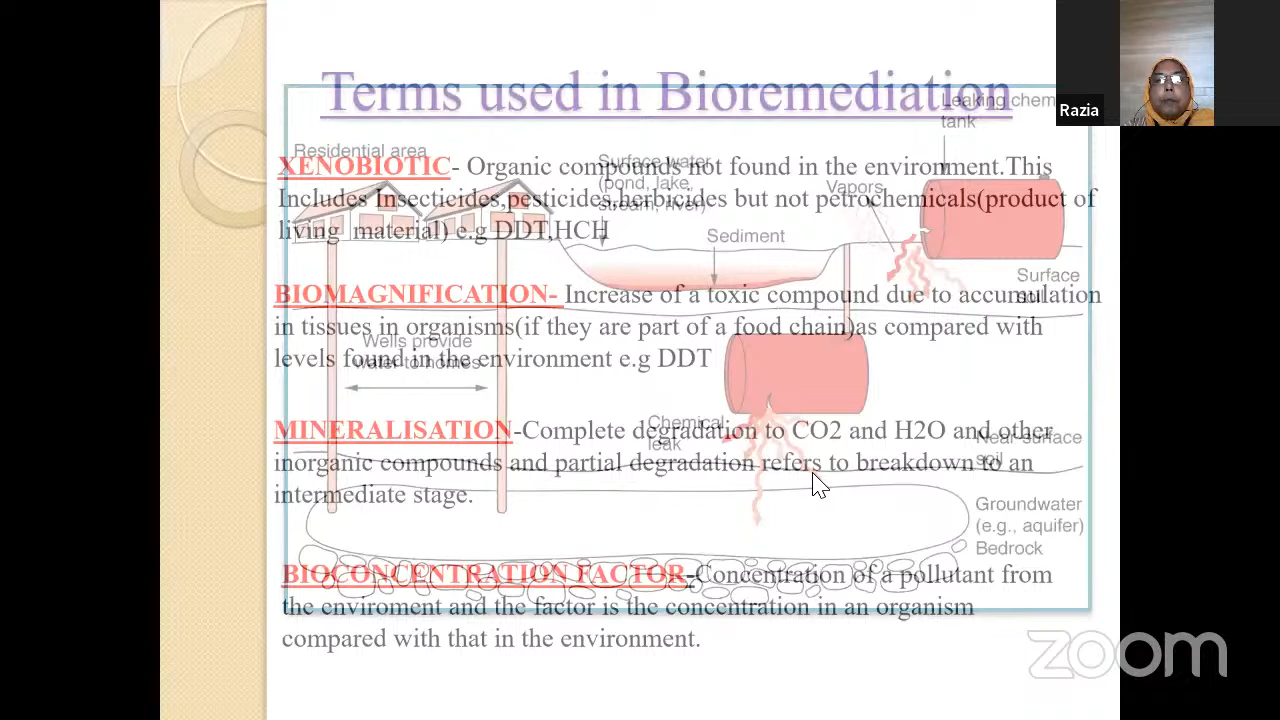 Terms used in Bioremediation
XENOBIOTIC- Organic compounds not found in the environment.This
Includes Insecticides,pesticides,herbicides but not petrochemicals(product of
living material) e.g DDT,HCH
BIOMAGNIFICATION- Increase of a toxic compound due to accumulation
in tissues in organisms(if they are part of a food chain)as compared with
levels found in the environment e.g DDT
MINERALISATION-Complete degradation to CO2 and H2O and other
inorganic compounds and partial degradation refers to breakdown to an
intermediate stage.
BIOCONCENTRATION FACTOR-Concentration of a pollutant from
the enviroment and the factor is the concentration in an organism
compared with that in the environment.
Residential area
Surface water
(pond, lake,
stream, river)
Sediment
Vapors
Leaking chem
tank
Surface
soil
Wells provide
water to homes
Chemical
leak
Near-surface
soil
Groundwater
(e.g., aquifer)
Bedrock
Razia
zoom